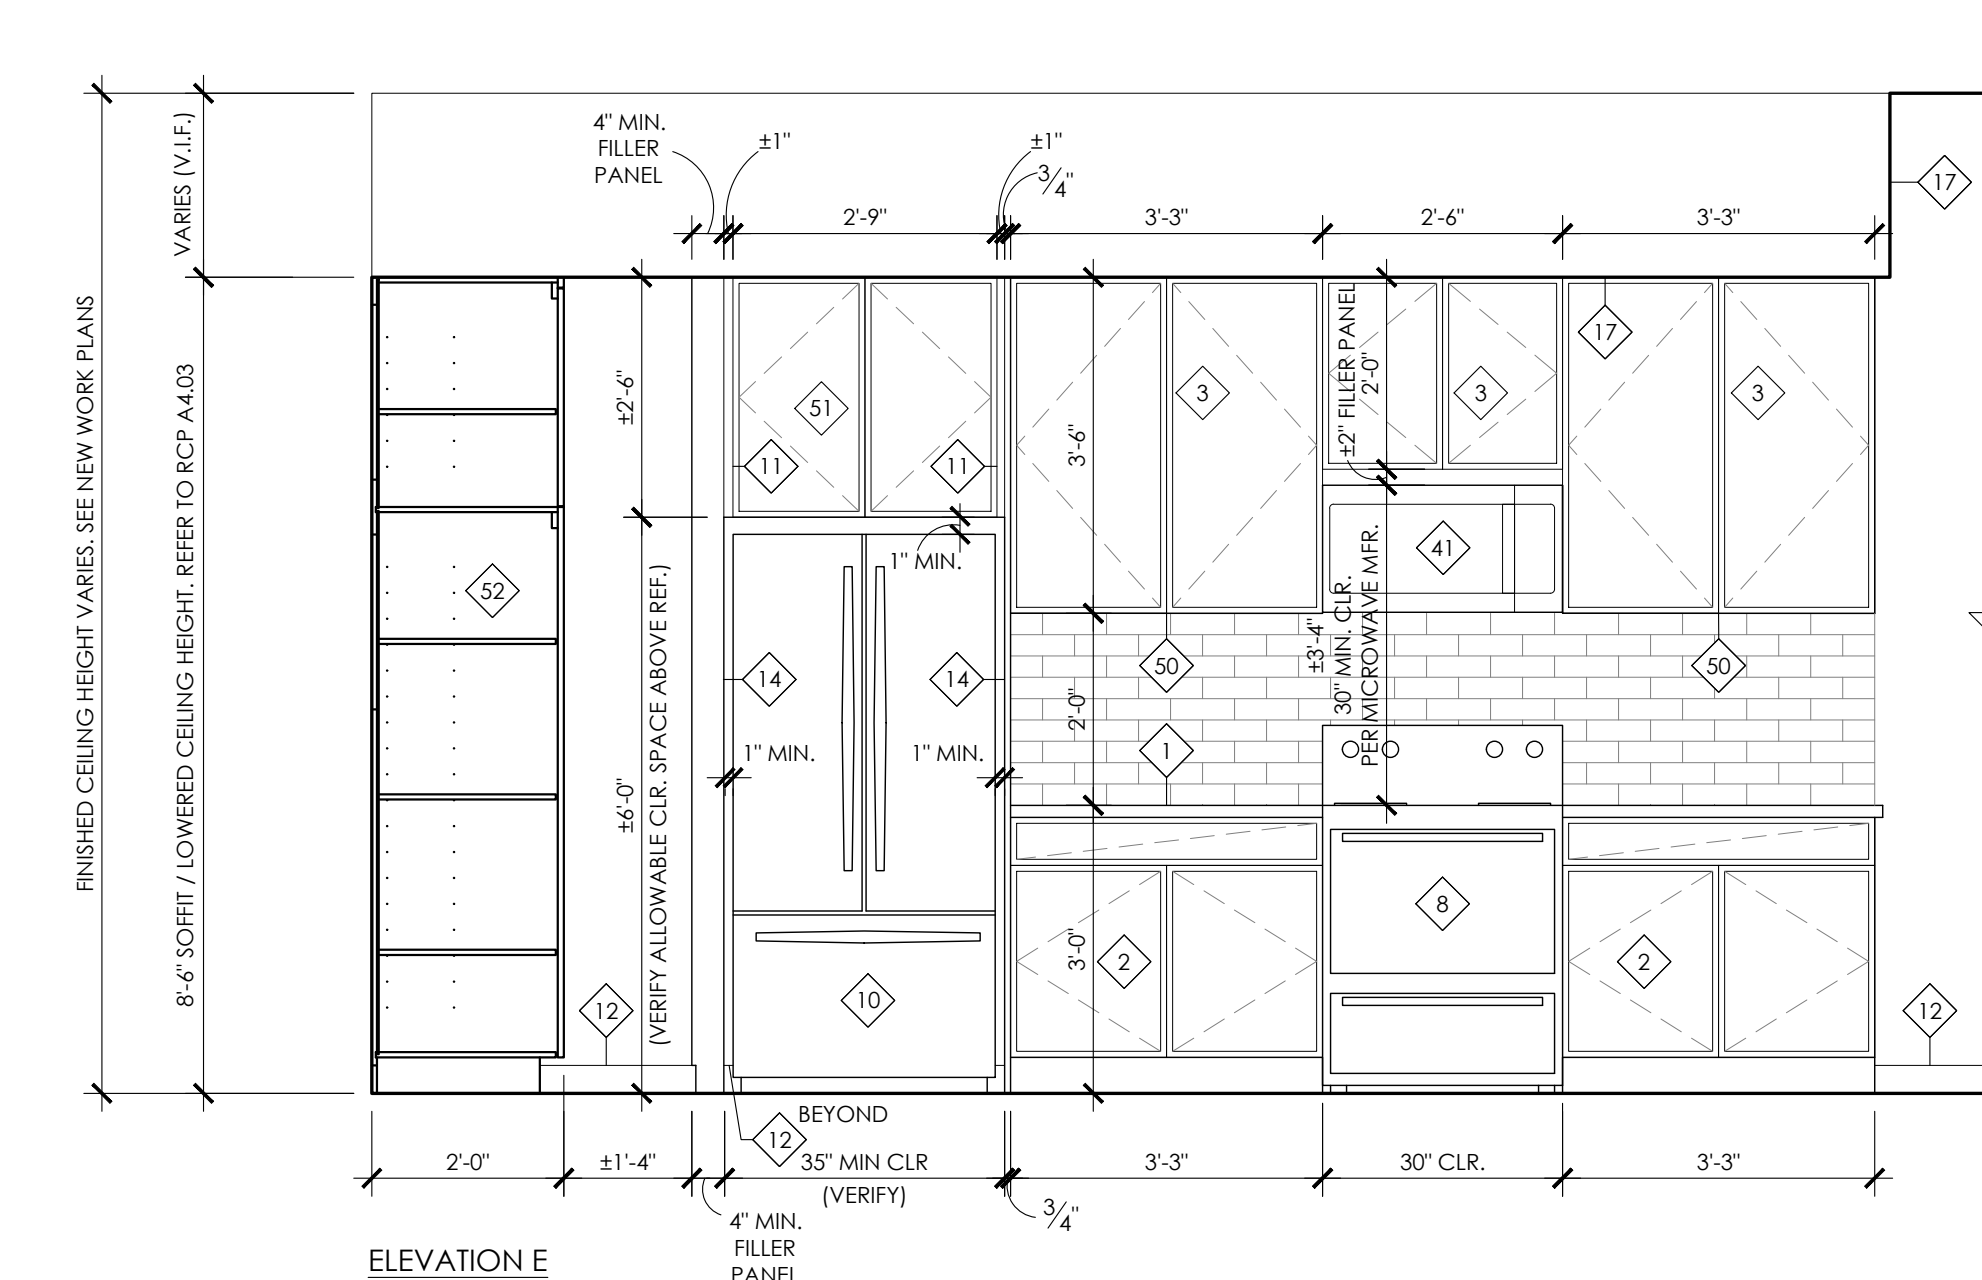 4" MIN.
FILLER
PANEL
±1"
±1"
3/4"
2'-9"
3'-3"
2'-6"
3'-3"
17
VARIES (V.I.F.)
FINISHED CEILING HEIGHT VARIES. SEE NEW WORK PLANS
8'-6" SOFFIT / LOWERED CEILING HEIGHT. REFER TO RCP A4.03
±2'-6"
51
11
11
3
3'-6"
±2" FILLER PANEL
2'-0"
3
17
3
1" MIN.
41
52
±6'-0"
(VERIFY ALLOWABLE CLR. SPACE ABOVE REF.)
14
14
1" MIN.
1" MIN.
50
2'-0"
1
±3'-4"
30" MIN. CLR.
PER MICROWAVE MFR.
50
10
3'-0"
2
8
2
12
12
BEYOND
12
2'-0"
±1'-4"
35" MIN CLR
(VERIFY)
3'-3"
30" CLR.
3'-3"
3/4"
4" MIN.
FILLER
PANEL
ELEVATION E